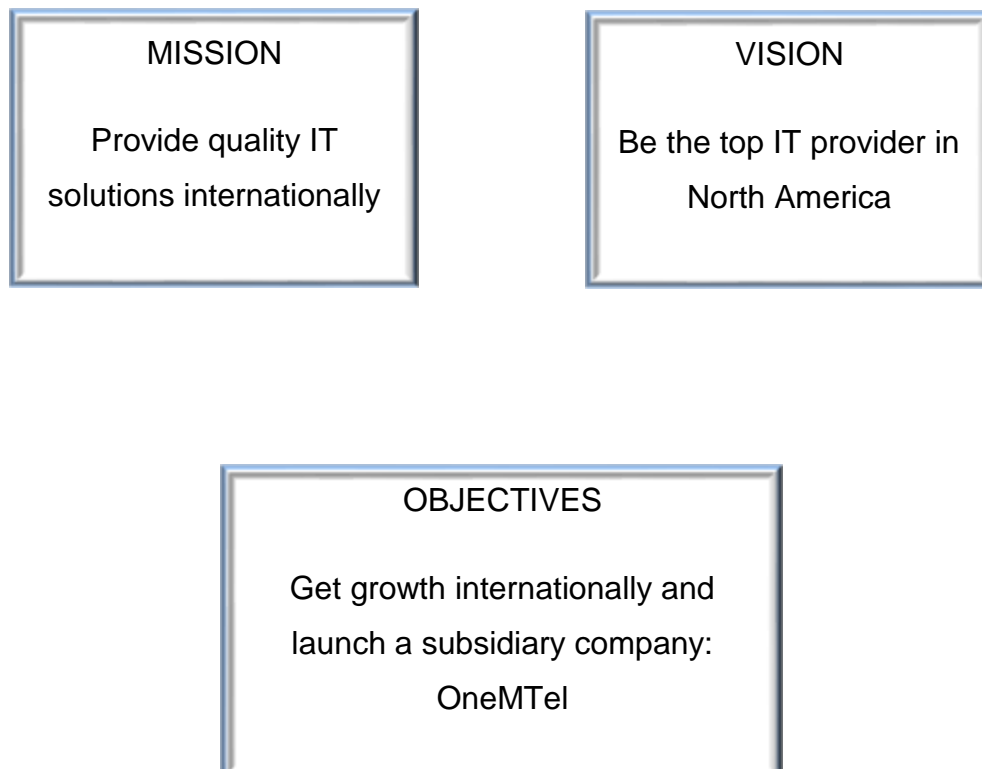 MISSION
Provide quality IT
solutions internationally
VISION
Be the top IT provider in
North America
OBJECTIVES
Get growth internationally and
launch a subsidiary company:
OneMTel